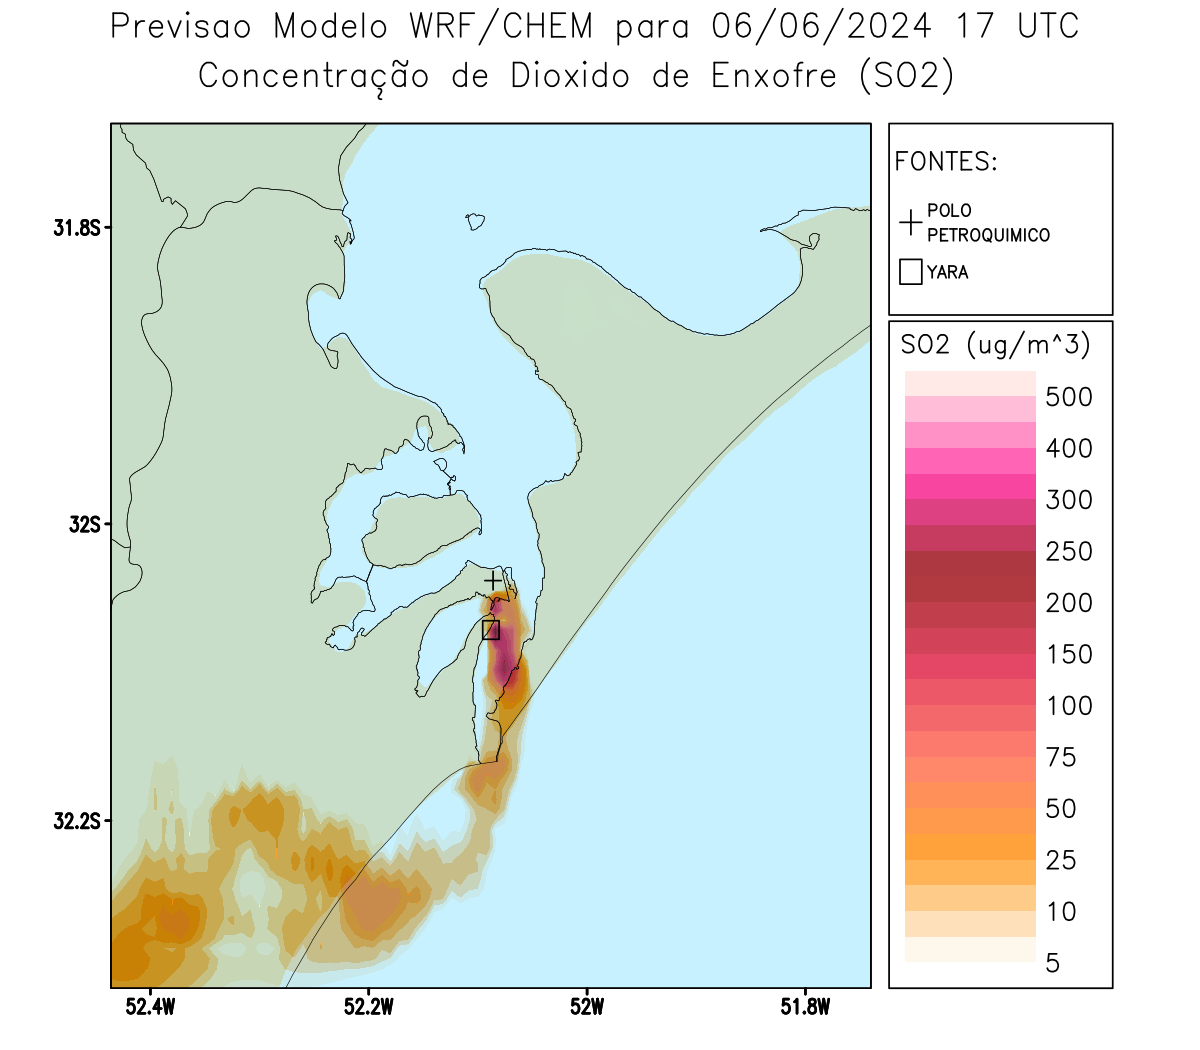 Previsao Modelo WRF/CHEM para 06/06/2024 17 UTC
Concentração de Dioxido de Enxofre (SO2)
FONTES:
POLO
PETROQUIMICO
YARA
SO2 (ug/m^3)
500
400
300
250
200
150
100
75
50
25
10
5
31.8S
32S
32.2S
52.4W 52.2W 52W 51.8W